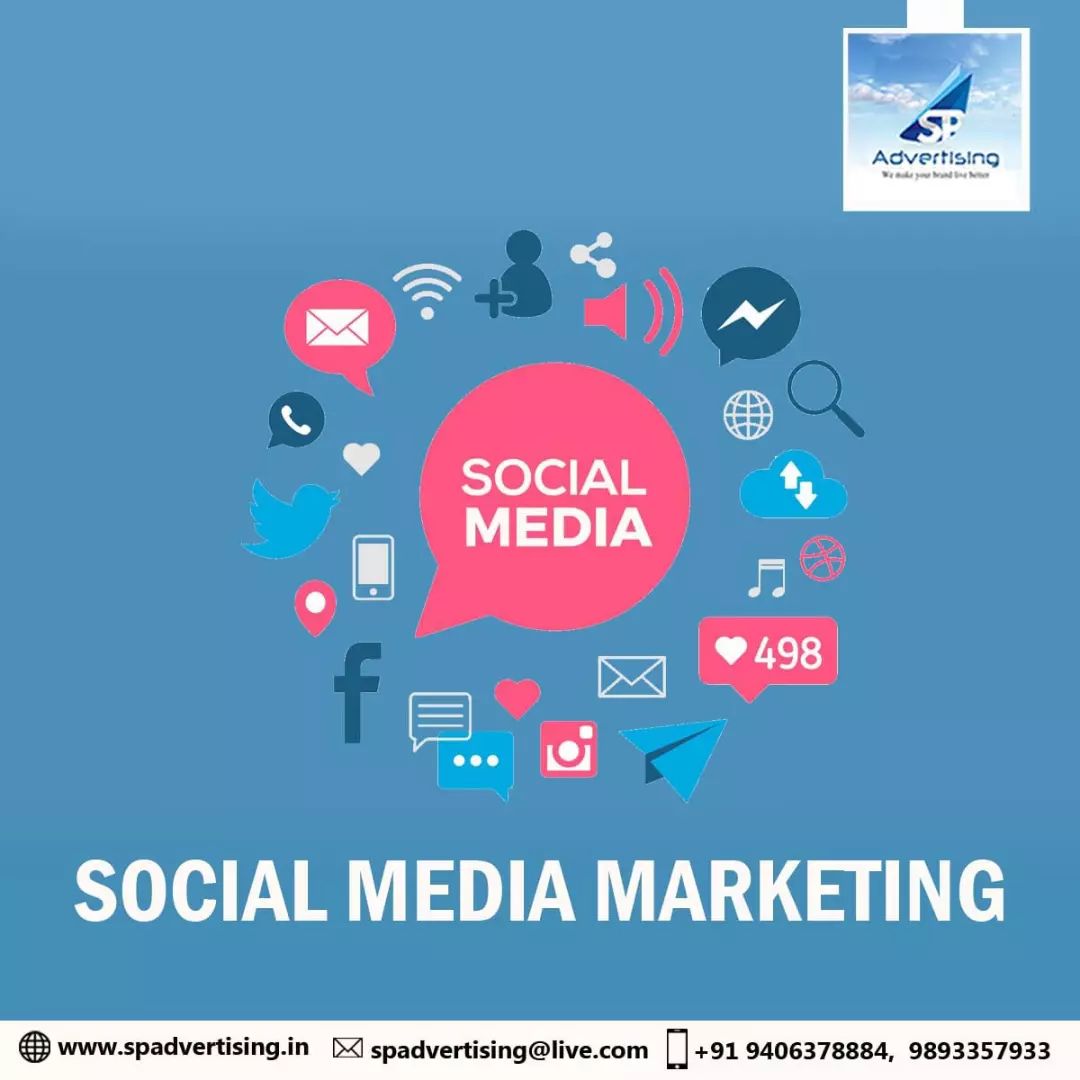 SP
Advertising
We make your brand live better
SOCIAL
MEDIA
498
SOCIAL MEDIA MARKETING
www.spadvertising.in spadvertising@live.com +91 9406378884, 9893357933